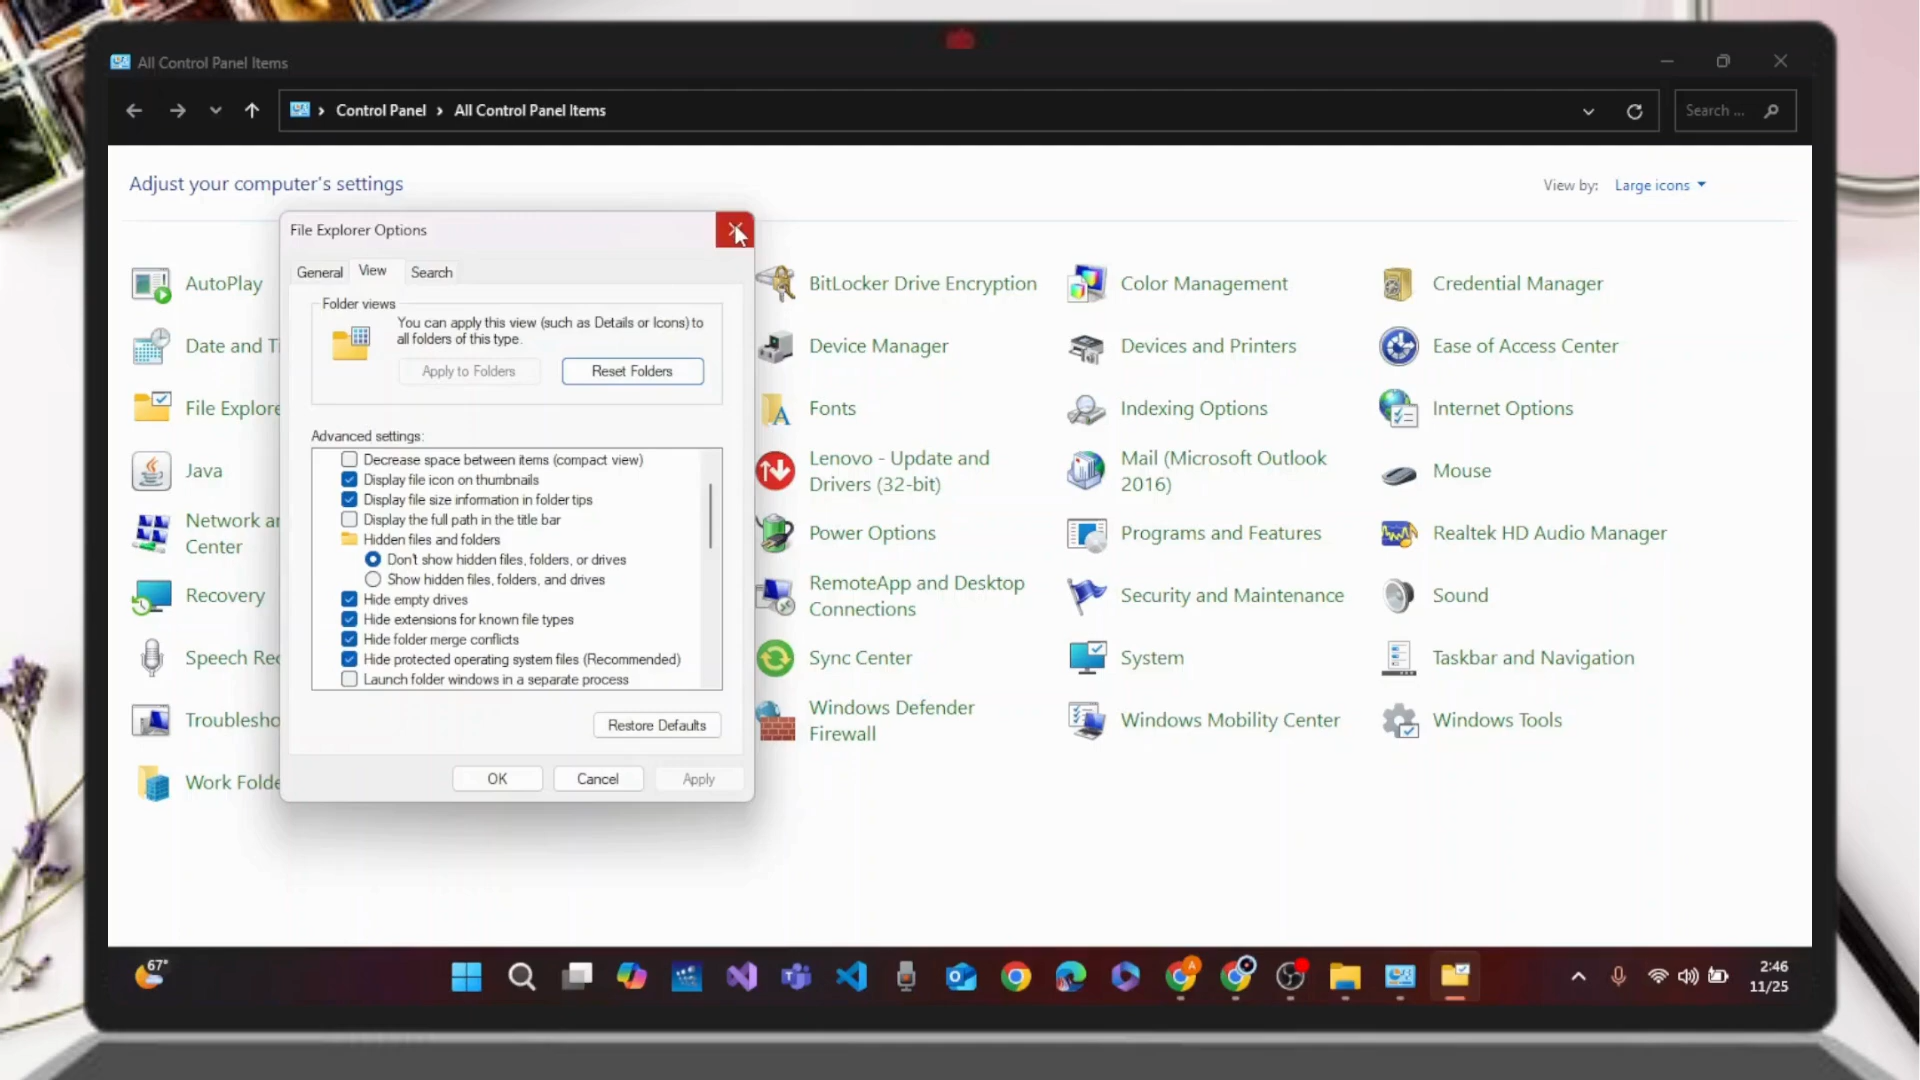 All Control Panel Items
Control Panel > All Control Panel Items
Search ...
Adjust your computer's settings
View by: Large icons
File Explorer Options
General View Search
Folder views
You can apply this view (such as Details or Icons) to
all folders of this type.
Apply to Folders
Reset Folders
Advanced settings:
Decrease space between items (compact view)
Display file icon on thumbnails
Display file size information in folder tips
Display the full path in the title bar
Hidden files and folders
Don't show hidden files, folders, or drives
Show hidden files, folders, and drives
Hide empty drives
Hide extensions for known file types
Hide folder merge conflicts
Hide protected operating system files (Recommended)
Launch folder windows in a separate process
Restore Defaults
OK
Cancel
Apply
AutoPlay
BitLocker Drive Encryption
Color Management
Credential Manager
Date and T
Device Manager
Devices and Printers
Ease of Access Center
File Explore
Fonts
Indexing Options
Internet Options
Java
Lenovo - Update and
Drivers (32-bit)
Mail (Microsoft Outlook
2016)
Mouse
Network a
Center
Power Options
Programs and Features
Realtek HD Audio Manager
Recovery
RemoteApp and Desktop
Connections
Security and Maintenance
Sound
Speech Rec
Sync Center
System
Taskbar and Navigation
Troublesho
Windows Defender
Firewall
Windows Mobility Center
Windows Tools
Work Folde
67°
2:46
11/25